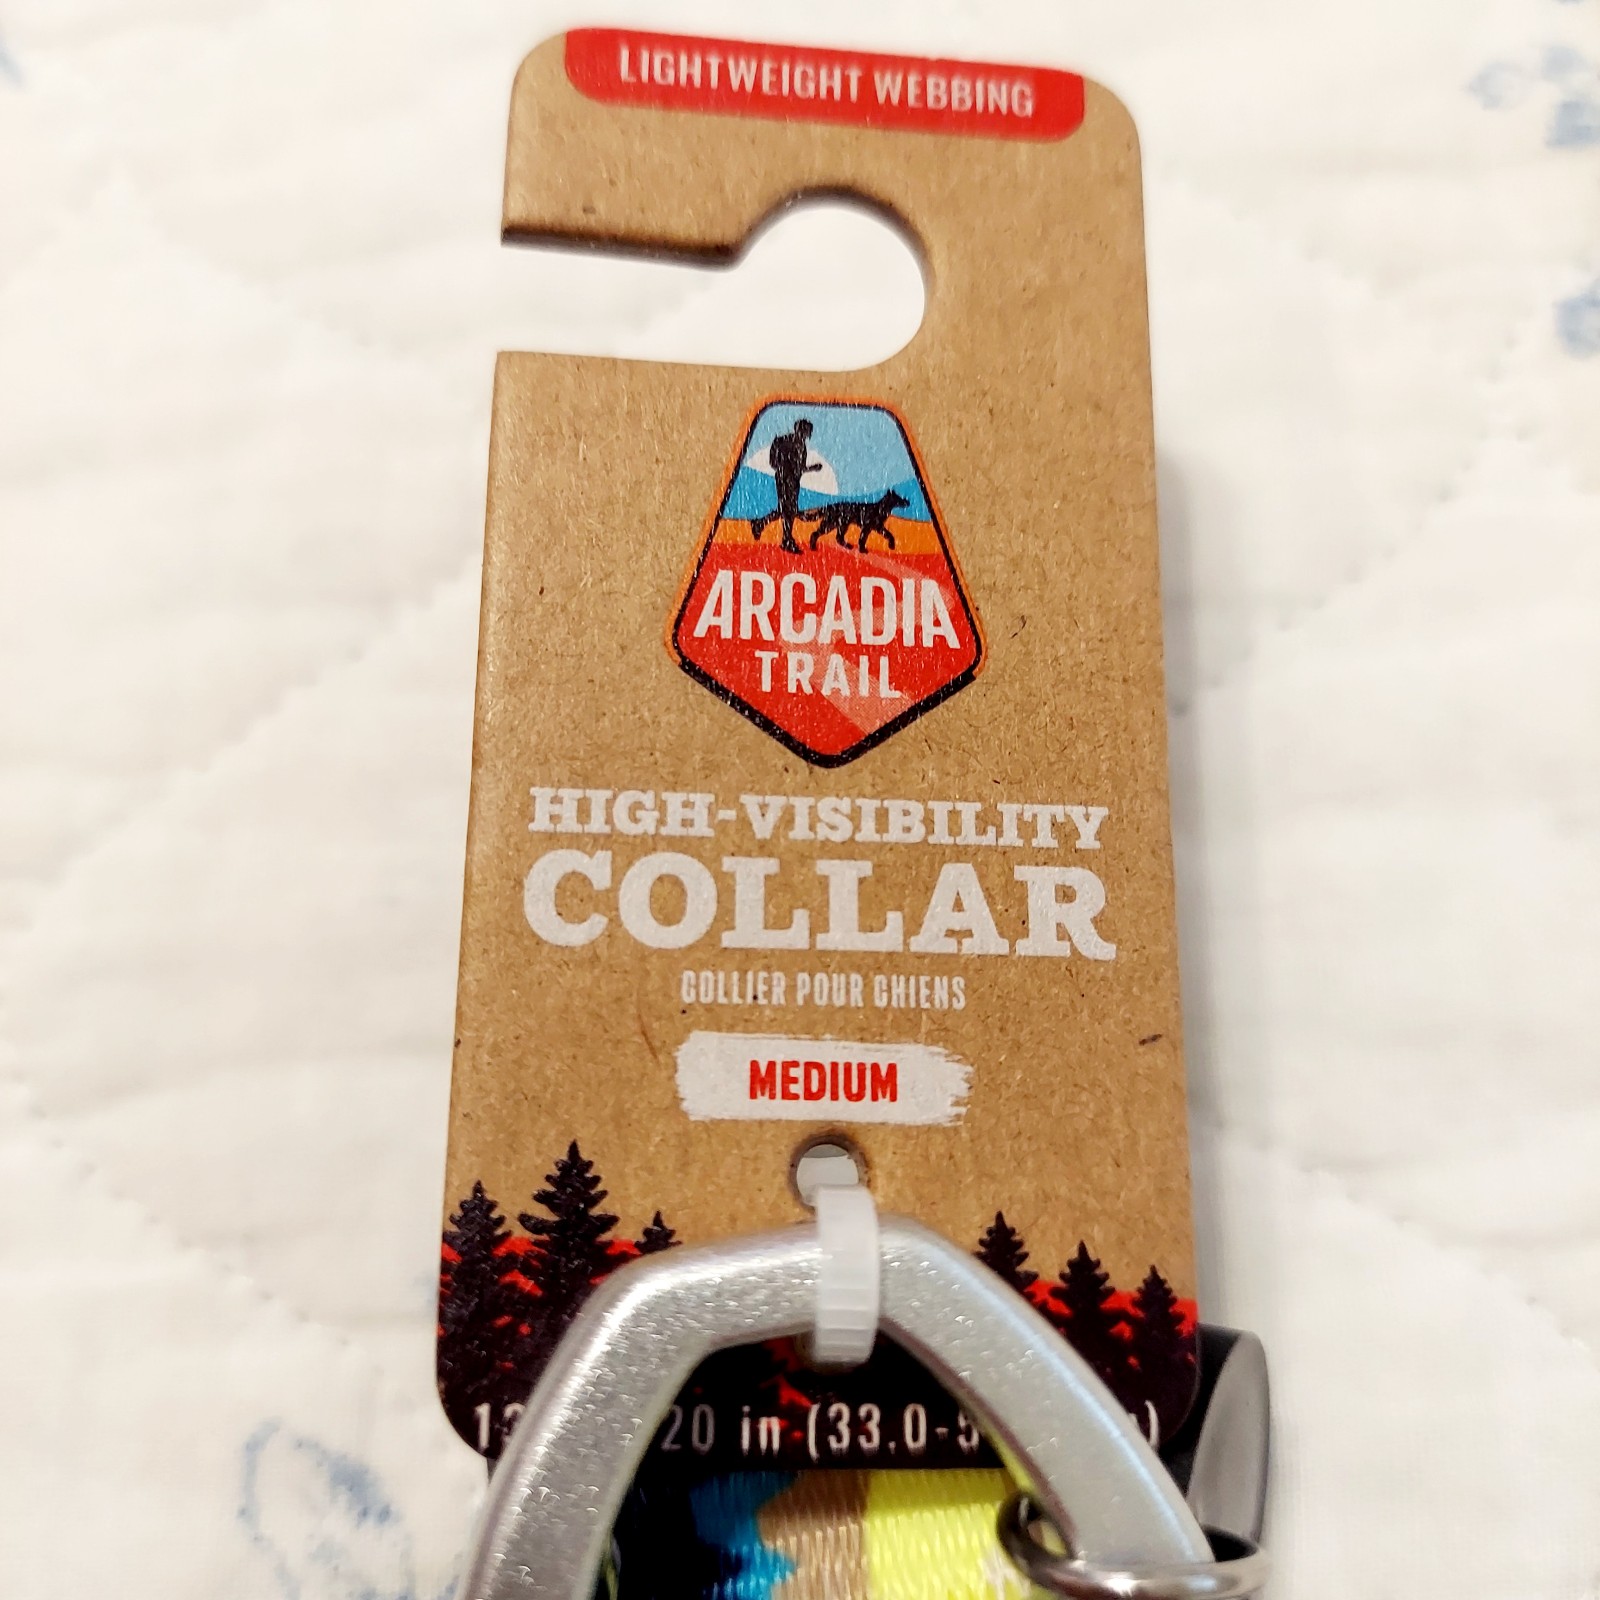 LIGHTWEIGHT WEBBING
ARCADIA
TRAIL
HIGH-VISIBILITY
COLLAR
COLLIER POUR CHIENS
MEDIUM
20 in (33.0-